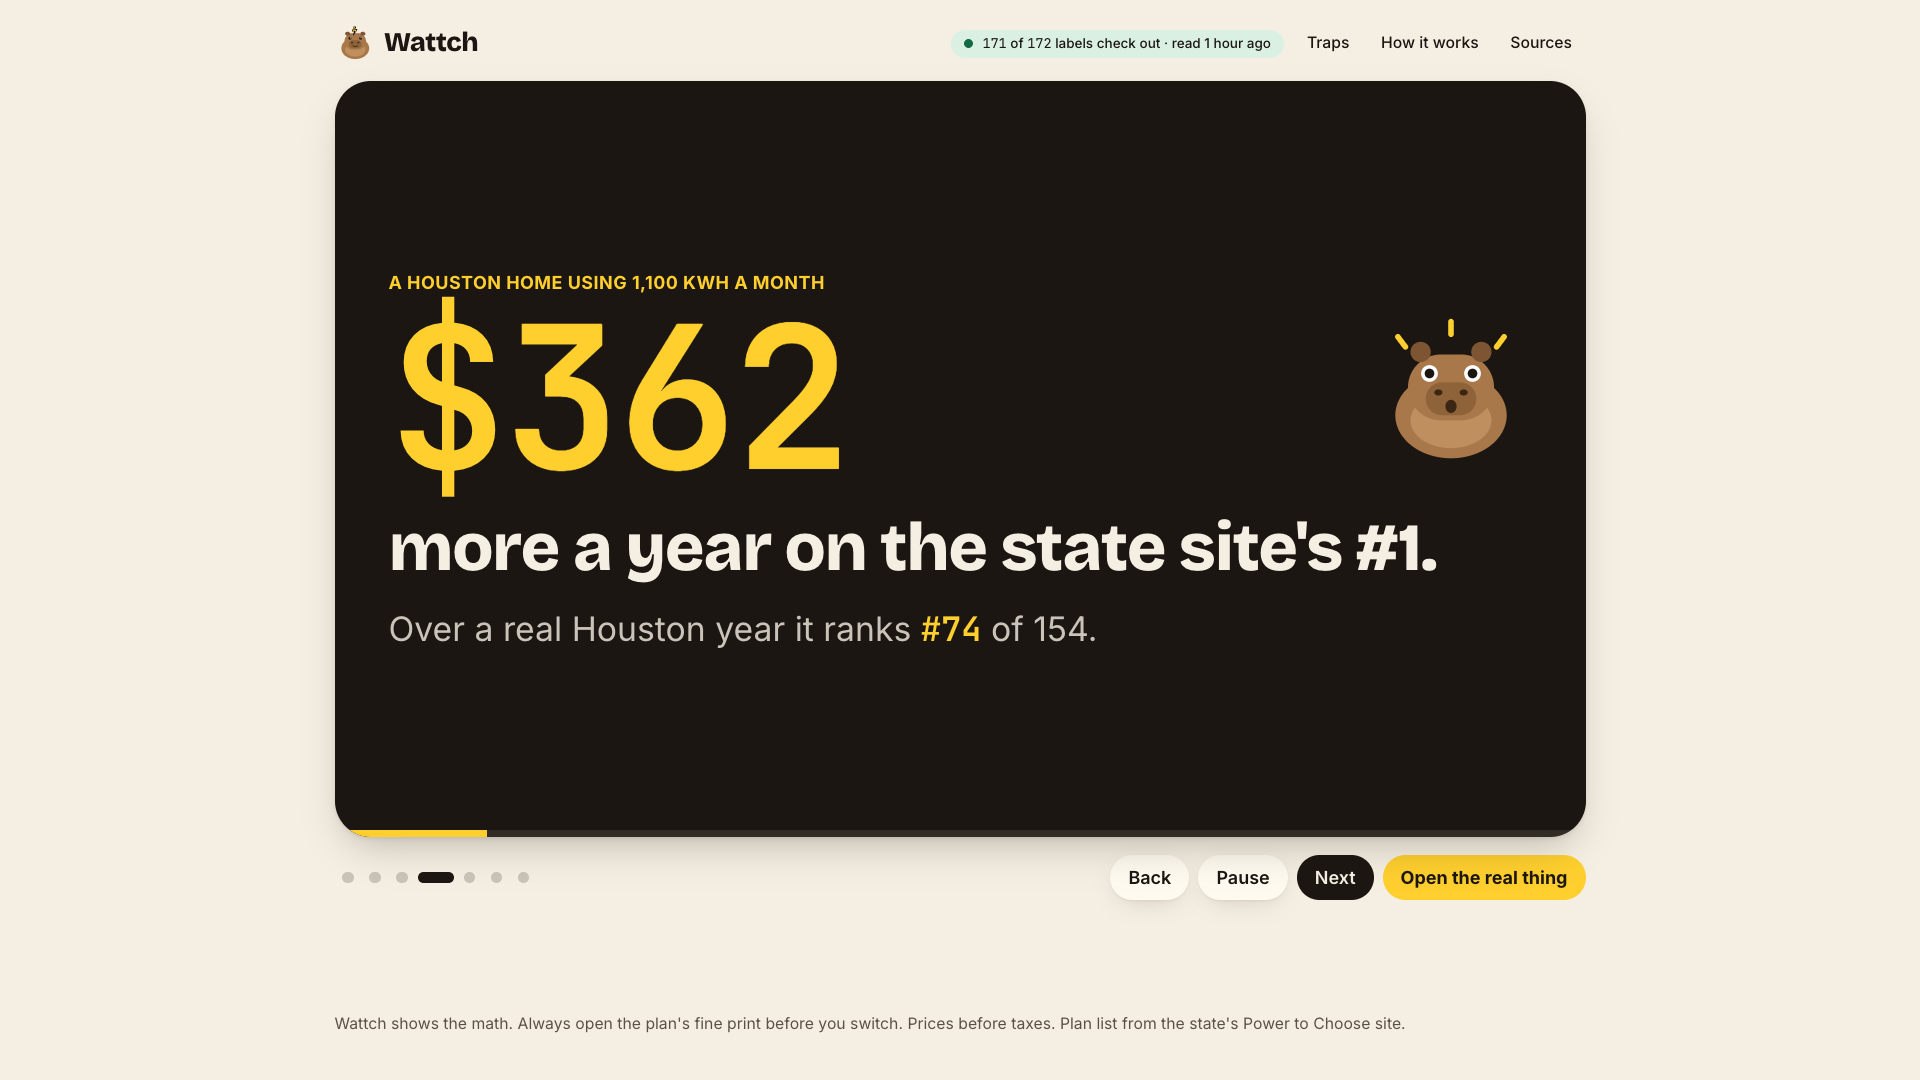 Wattch
171 of 172 labels check out · read 1 hour ago
Traps
How it works
Sources
A HOUSTON HOME USING 1,100 KWH A MONTH
$362
more a year on the state site's #1.
Over a real Houston year it ranks #74 of 154.
Back
Pause
Next
Open the real thing
Wattch shows the math. Always open the plan's fine print before you switch. Prices before taxes. Plan list from the state's Power to Choose site.